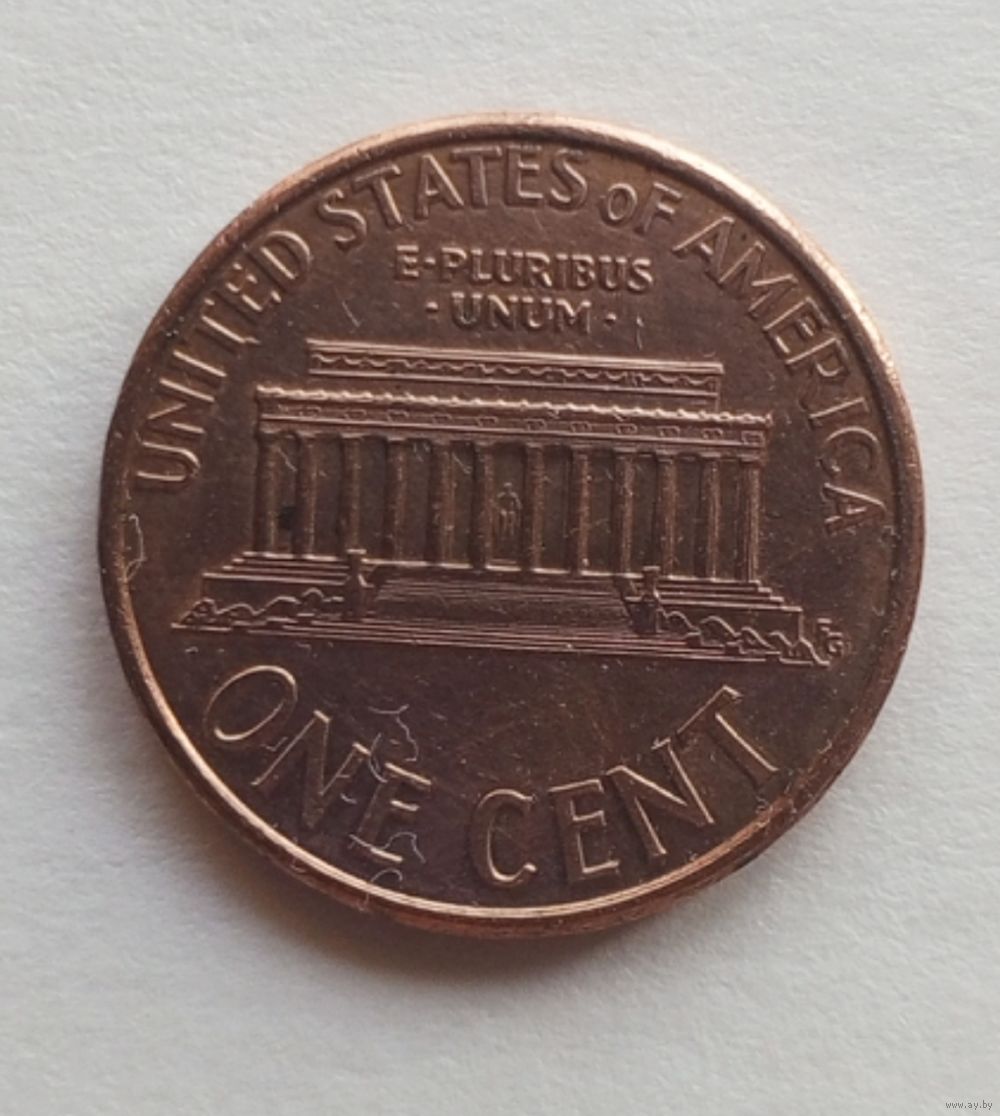 UNITED STATES oF AMERICA
E·PLURIBUS
·UNUM·
FG
ONE CENT
www.ay.by